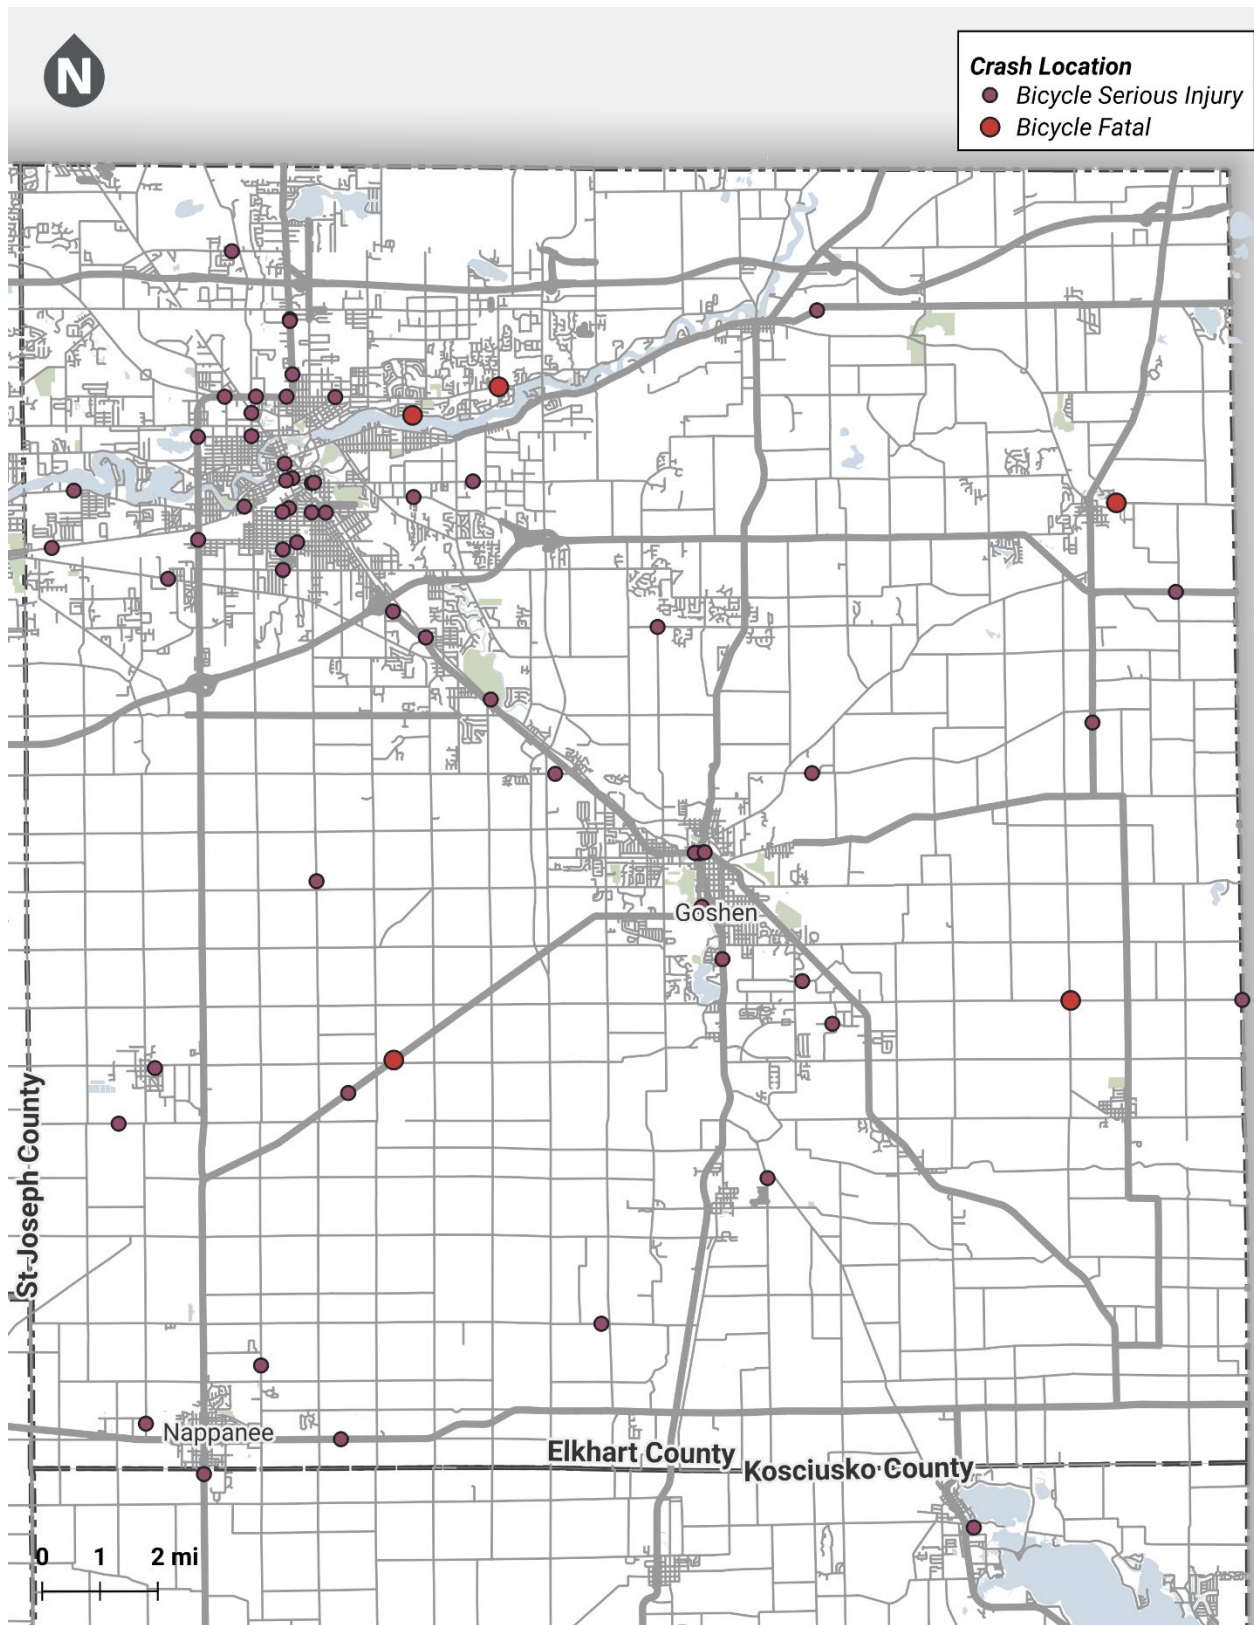 N
Crash Location
Bicycle Serious Injury
Bicycle Fatal
Goshen
St Joseph County
Nappanee
Elkhart County
Kosciusko County
0 1 2 mi